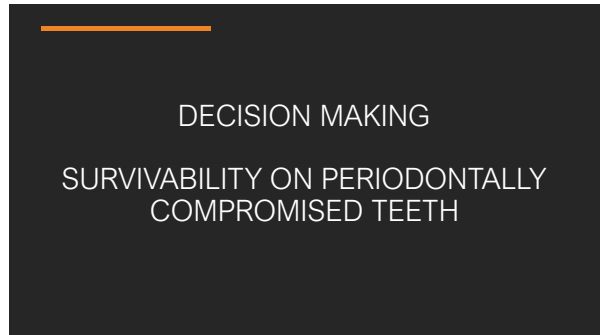 DECISION MAKING
SURVIVABILITY ON PERIODONTALLY
COMPROMISED TEETH